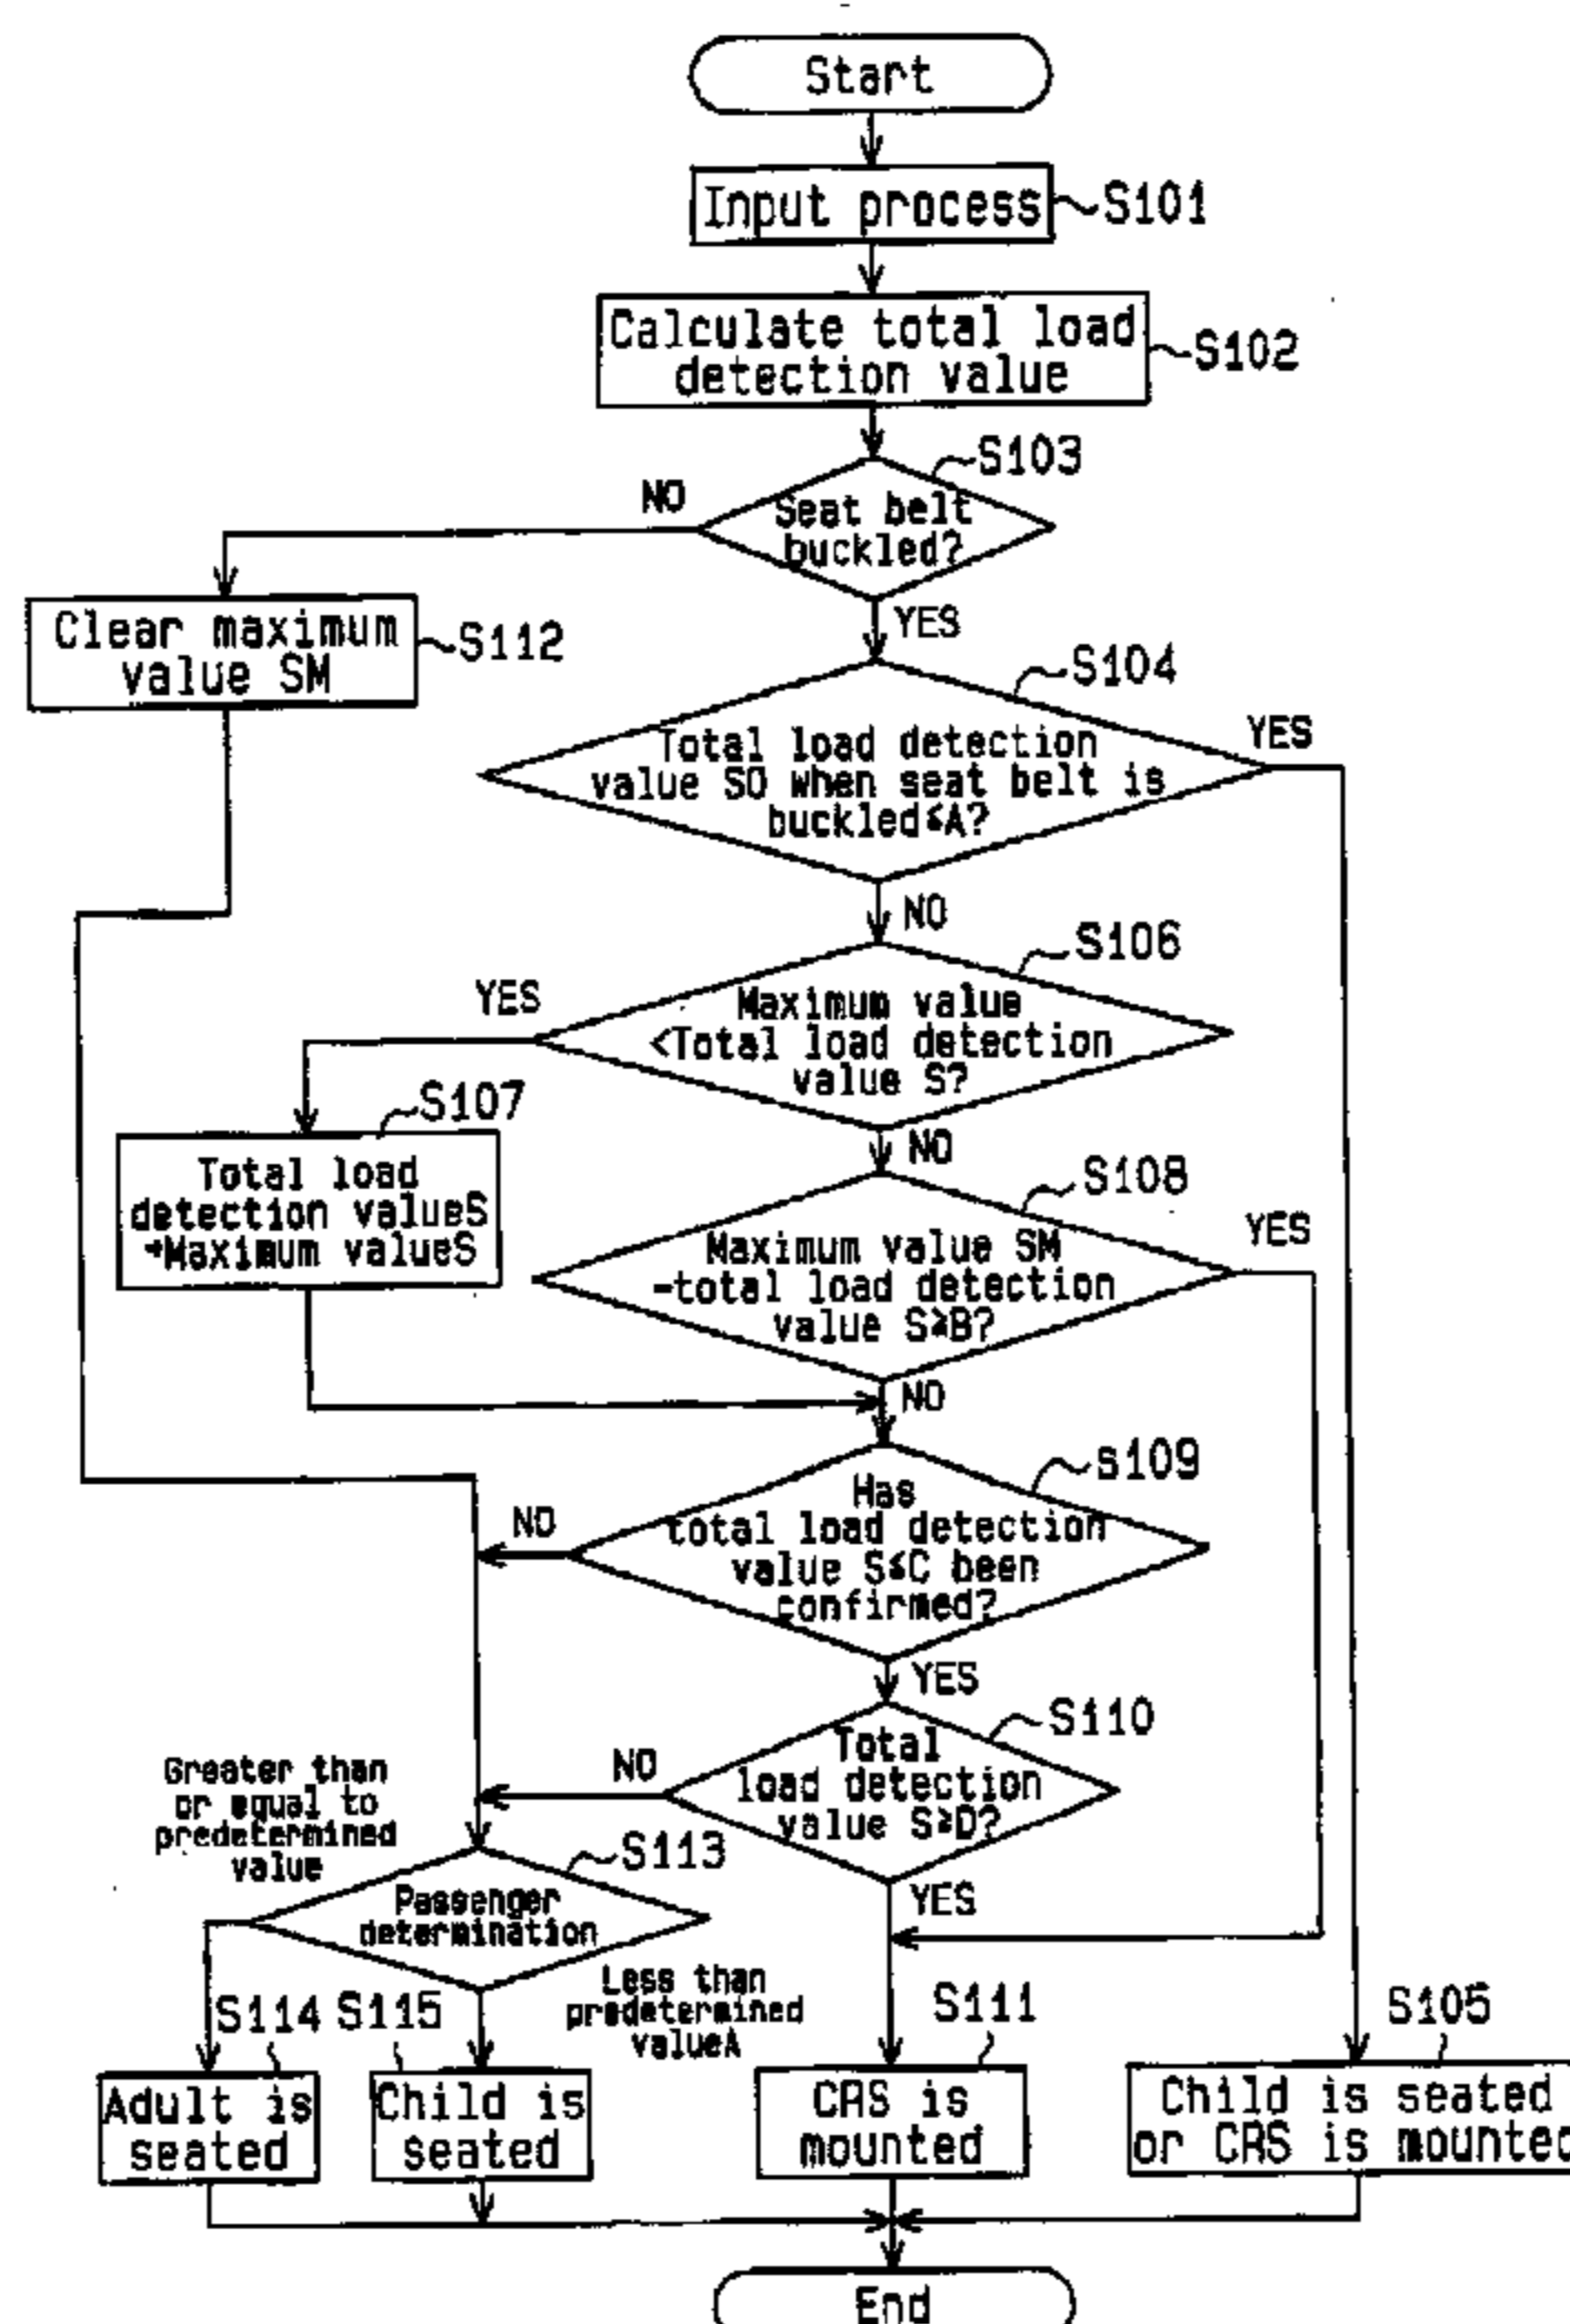 Start
Input process
S101
Calculate total load
detection value
S102
S103
NO
Seat belt
buckled?
YES
Clear maximum
value SM
S112
S104
YES
Total load detection
value S0 when seat belt is
buckled≦A?
NO
S106
YES
Maximum value
<Total load detection
value S?
S107
NO
Total load
detection valueS
→Maximum valueS
S108
YES
Maximum value SM
-total load detection
value S≧B?
NO
s109
NO
Has
total load detection
value S≦C been
confirmed?
YES
S110
NO
Total
load detection
value S≧D?
YES
Greater than
or equal to
predetermined
value
S113
Passenger
determination
Less than
predetermined
valueA
S114
S115
S111
S105
Adult is
seated
Child is
seated
CRS is
mounted
Child is seated
or CRS is mounted
End